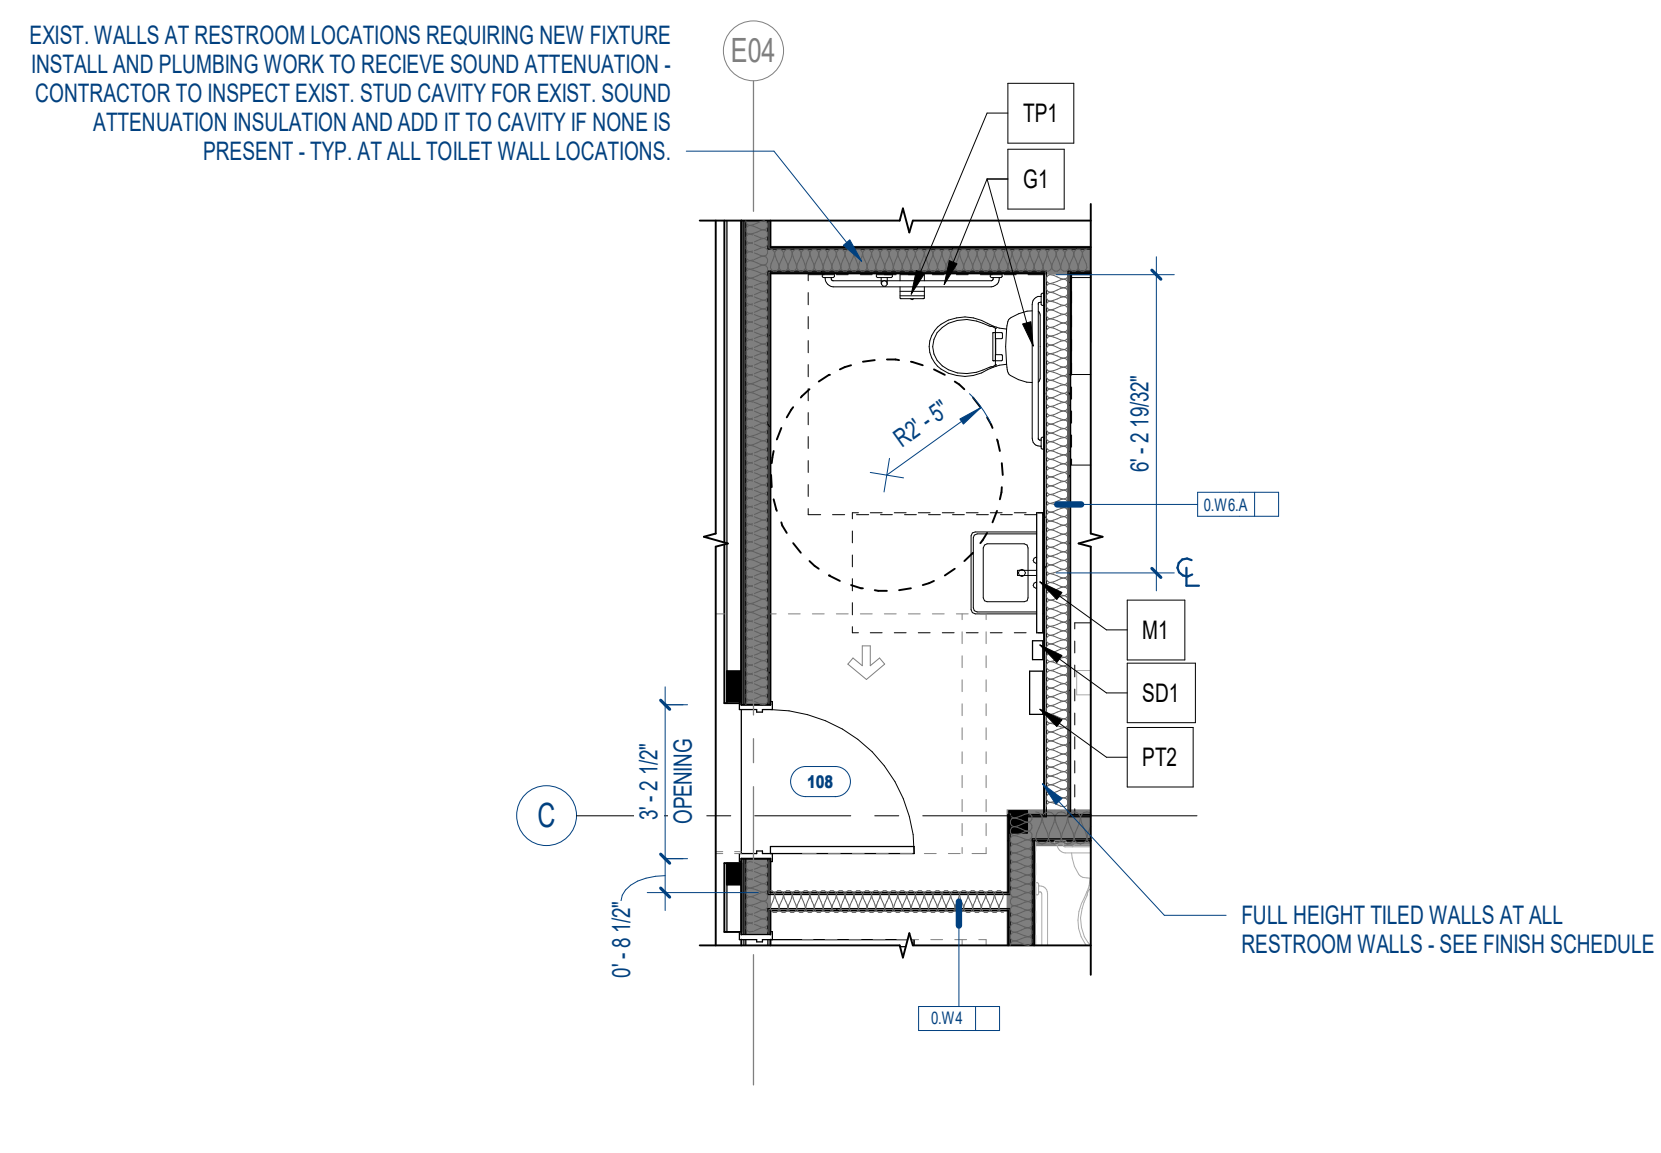 EXIST. WALLS AT RESTROOM LOCATIONS REQUIRING NEW FIXTURE
INSTALL AND PLUMBING WORK TO RECIEVE SOUND ATTENUATION -
CONTRACTOR TO INSPECT EXIST. STUD CAVITY FOR EXIST. SOUND
ATTENUATION INSULATION AND ADD IT TO CAVITY IF NONE IS
PRESENT - TYP. AT ALL TOILET WALL LOCATIONS.
E04
TP1
G1
R2' - 5"
6' - 2 19/32"
0.W6.A
CL
M1
SD1
PT2
3' - 2 1/2"
OPENING
108
C
0' - 8 1/2"
FULL HEIGHT TILED WALLS AT ALL
RESTROOM WALLS - SEE FINISH SCHEDULE
0.W4